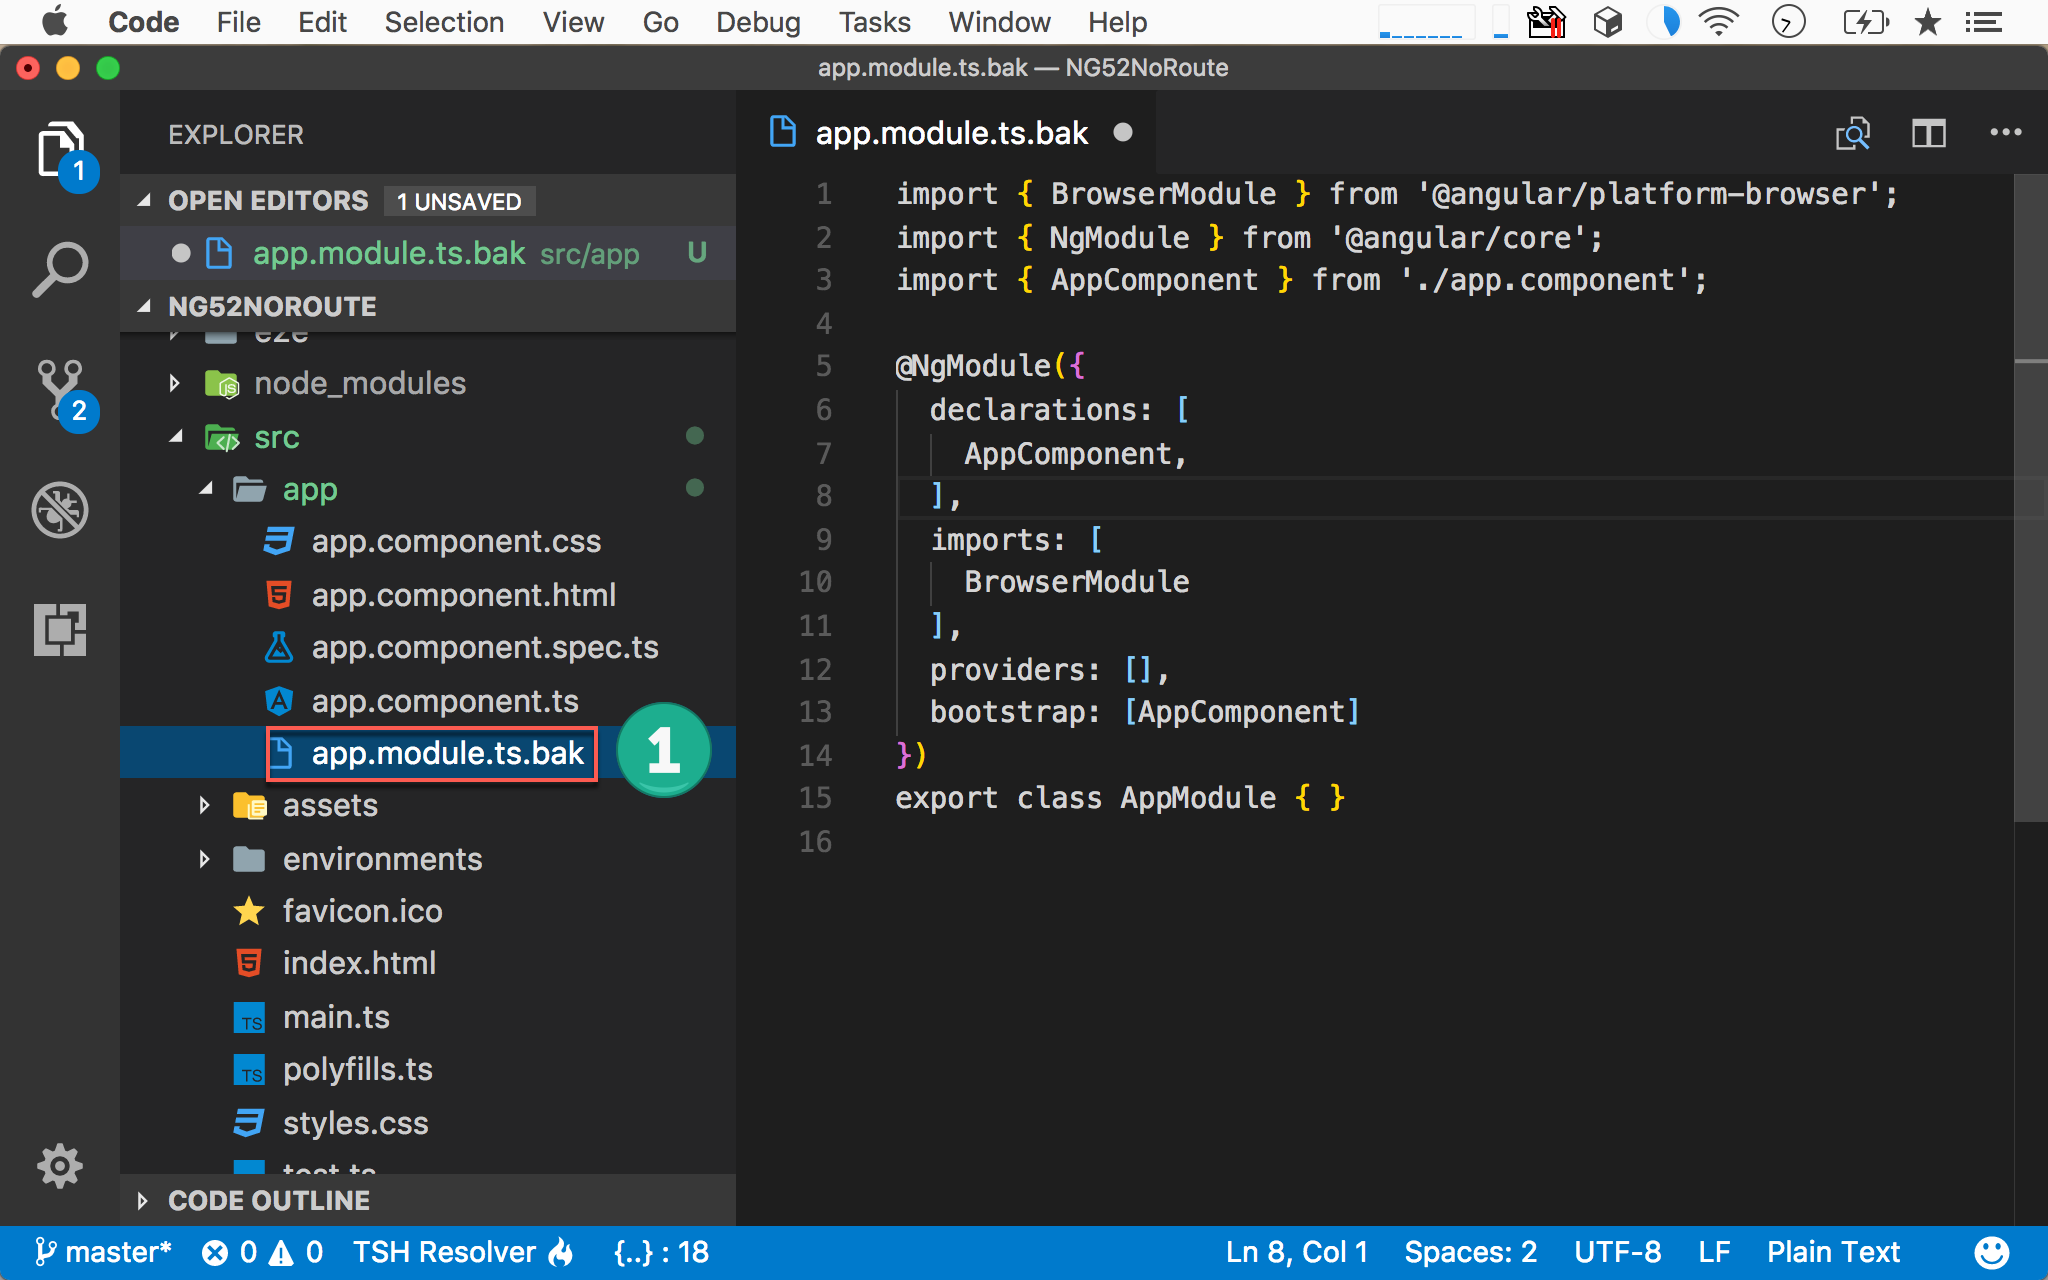 Code File Edit Selection View Go Debug Tasks Window Help
app.module.ts.bak — NG52NoRoute
EXPLORER
1
OPEN EDITORS 1 UNSAVED
app.module.ts.bak src/app U
NG52NOROUTE
e2e
node_modules
2
src
app
app.component.css
app.component.html
app.component.spec.ts
app.component.ts
app.module.ts.bak
1
assets
environments
favicon.ico
index.html
TS main.ts
TS polyfills.ts
styles.css
test.ts
CODE OUTLINE
app.module.ts.bak
1 import { BrowserModule } from '@angular/platform-browser';
2 import { NgModule } from '@angular/core';
3 import { AppComponent } from './app.component';
4
5 @NgModule({
6 declarations: [
7 AppComponent,
8 ],
9 imports: [
10 BrowserModule
11 ],
12 providers: [],
13 bootstrap: [AppComponent]
14 })
15 export class AppModule { }
16
master* 0 0 TSH Resolver {..} : 18 Ln 8, Col 1 Spaces: 2 UTF-8 LF Plain Text